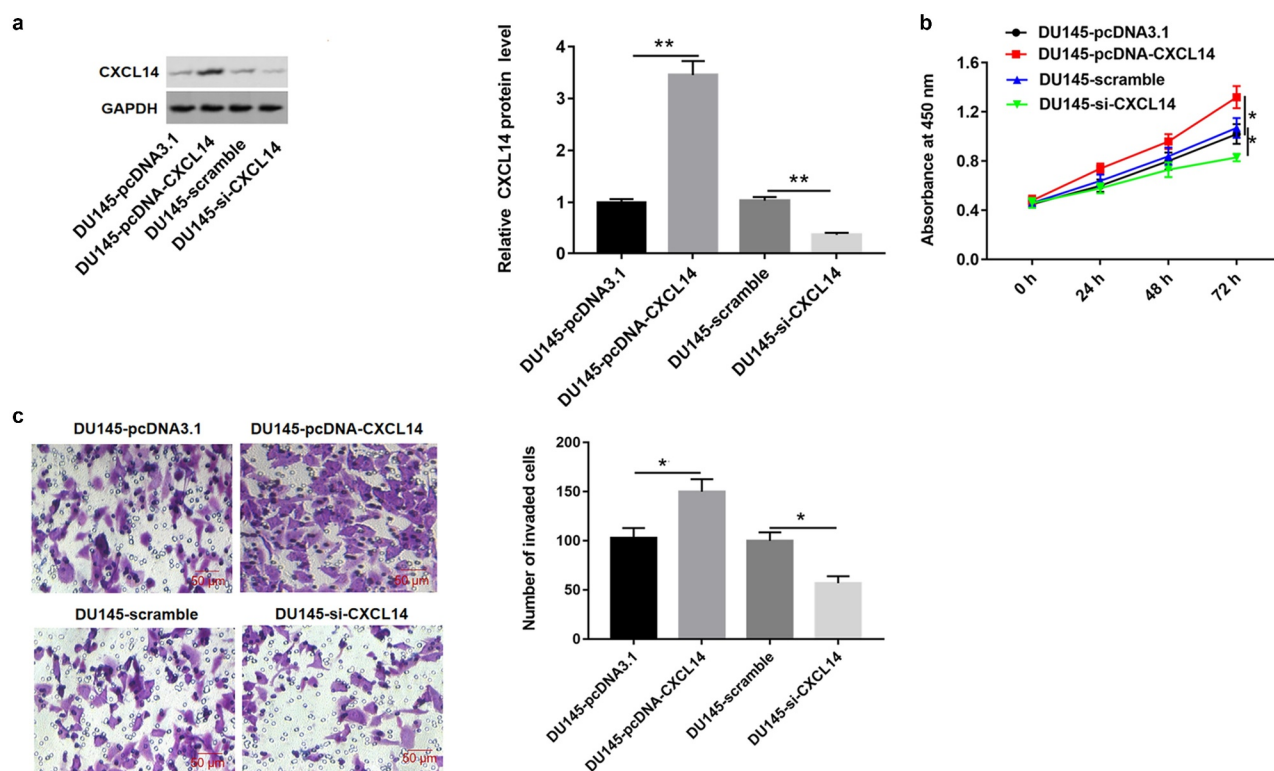 a
CXCL14
GAPDH
DU145-pcDNA3.1
DU145-pcDNA-CXCL14
DU145-scramble
DU145-si-CXCL14
Relative CXCL14 protein level
4
3
2
1
0
**
**
DU145-pcDNA3.1
DU145-pcDNA-CXCL14
DU145-scramble
DU145-si-CXCL14
b
DU145-pcDNA3.1
DU145-pcDNA-CXCL14
DU145-scramble
DU145-si-CXCL14
Absorbance at 450 nm
1.6
1.2
0.8
0.4
0.0
*
*
0 h
24 h
48 h
72 h
c
DU145-pcDNA3.1
DU145-pcDNA-CXCL14
50 µm
50 µm
DU145-scramble
DU145-si-CXCL14
50 µm
50 µm
Number of invaded cells
200
150
100
50
0
*
*
DU145-pcDNA3.1
DU145-pcDNA-CXCL14
DU145-scramble
DU145-si-CXCL14